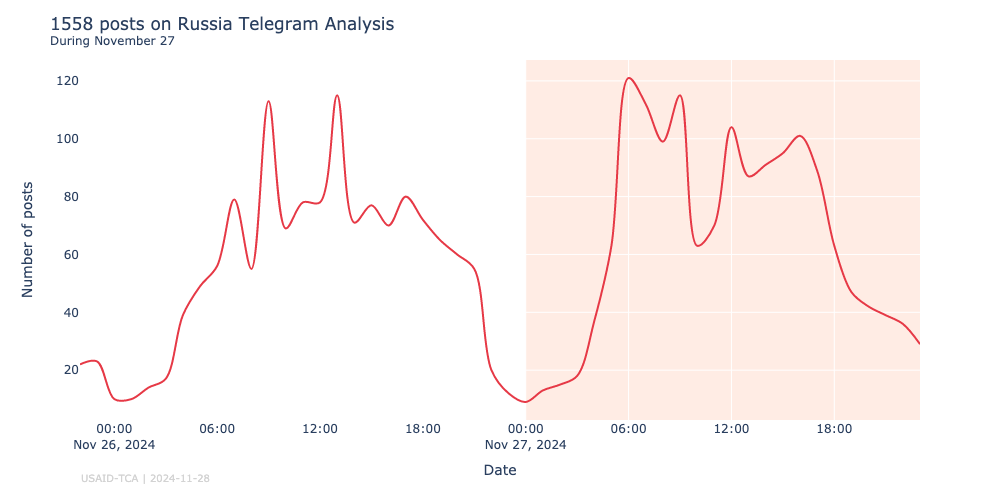 1558 posts on Russia Telegram Analysis
During November 27
Number of posts
120
100
80
60
40
20
00:00 06:00 12:00 18:00 00:00 06:00 12:00 18:00
Nov 26, 2024 Nov 27, 2024
Date
USAID-TCA | 2024-11-28